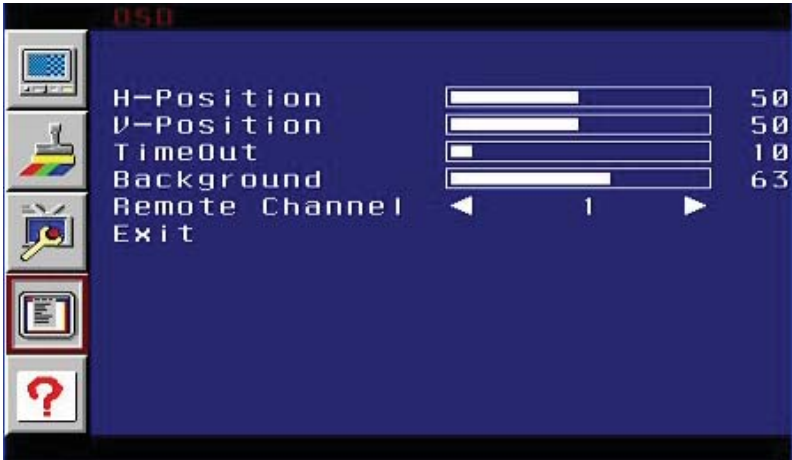 OSD
H-Position 50
V-Position 50
TimeOut 10
Background 63
Remote Channel 1
Exit
?